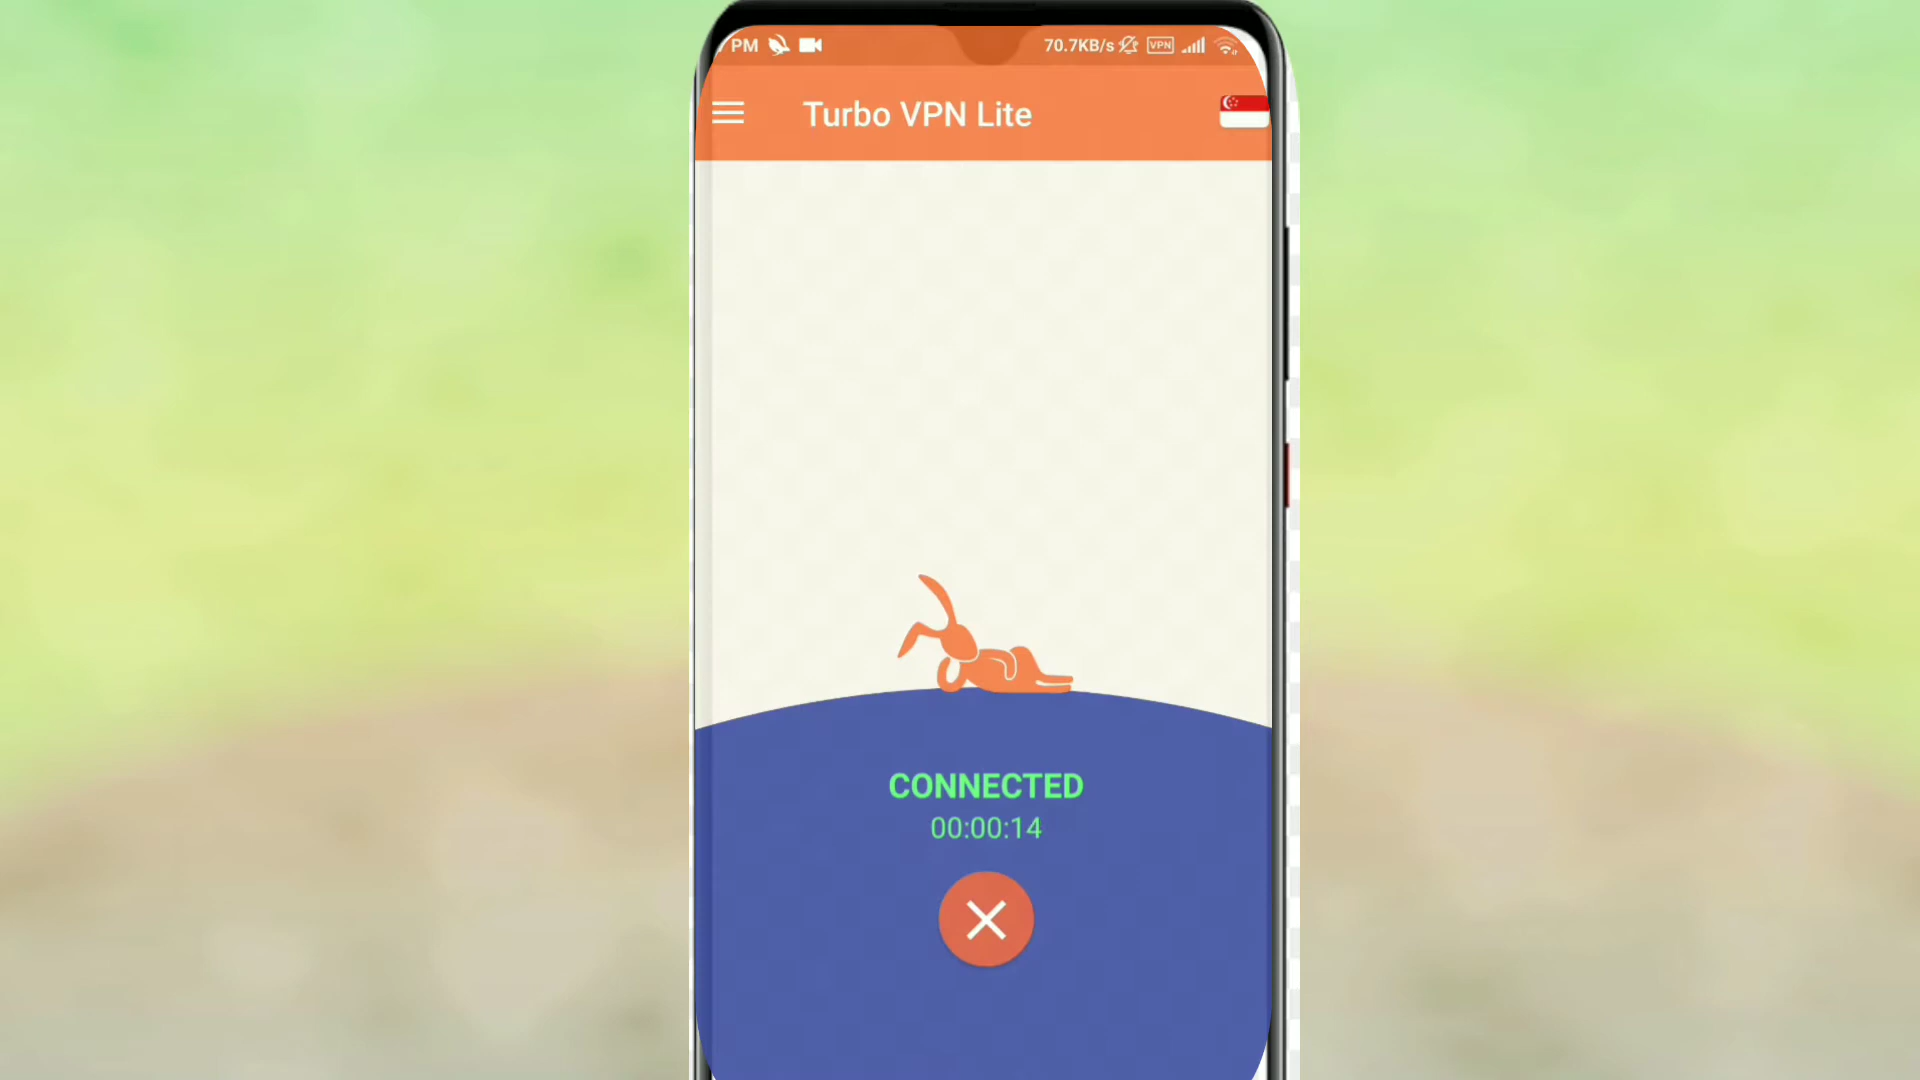 PM 70.7KB/s VPN
Turbo VPN Lite
CONNECTED
00:00:14